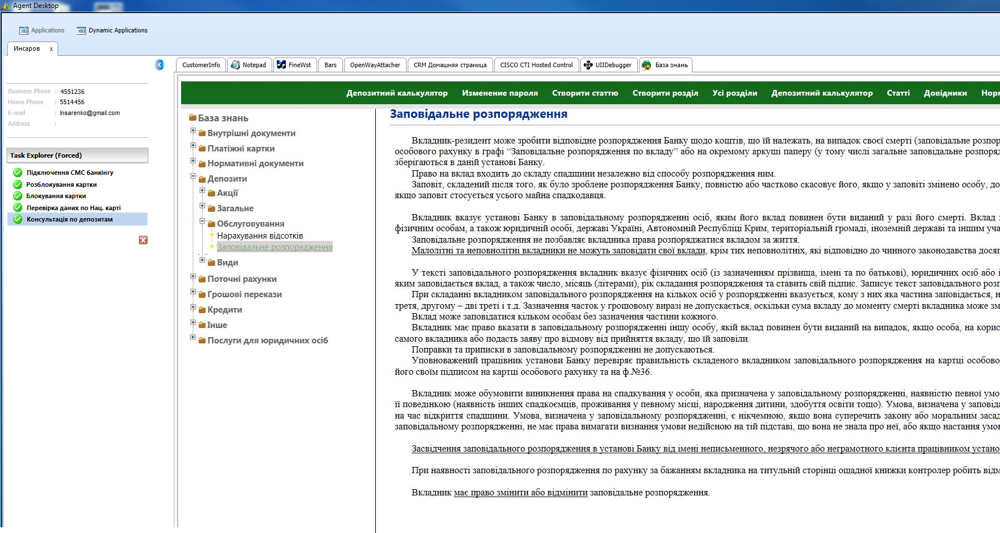 Agent Desktop
Applications
Dynamic Applications
Инсаров x
CustomerInfo
Notepad
FineWst
Bars
OpenWayAttacher
CRM Домашняя страница
CISCO CTI Hosted Control
UIIDebugger
База знань
Business Phone : 4551236
Home Phone : 5514456
E-mail : Insarenko@gmail.com
Address :
Task Explorer (Forced)
Підключення СМС банкінгу
Розблокування картки
Блокування картки
Перевірка даних по Нац. карті
Консультація по депозитам
Депозитний калькулятор Изменение пароля Створити статтю Створити розділ Усі розділи Депозитний калькулятор Статті Довідники Норм
База знань
Внутрішні документи
Платіжні картки
Нормативні документи
Депозити
Акції
Загальне
Обслуговування
Нарахування відсотків
Заповідальне розпорядження
Види
Поточні рахунки
Грошові перекази
Кредити
Інше
Послуги для юридичних осіб
Заповідальне розпорядження
Вкладник-резидент може зробити відповідне розпорядження Банку щодо коштів, що їй належать, на випадок своєї смерті (заповідальне розпор
особового рахунку в графі “Заповідальне розпорядження по вкладу” або на окремому аркуші паперу (у тому числі загальне заповідальне розпоряд
зберігаються в даній установі Банку.
Право на вклад входить до складу спадщини незалежно від способу розпорядження ним.
Заповіт, складений після того, як було зроблене розпорядження Банку, повністю або частково скасовує його, якщо у заповіті змінено особу, до
якщо заповіт стосується усього майна спадкодавця.
Вкладник вказує установі Банку в заповідальному розпорядженні осіб, яким його вклад повинен бути виданий у разі його смерті. Вклад
фізичним особам, а також юридичній особі, державі Україні, Автономній Республіці Крим, територіальній громаді, іноземній державі та іншим уча
Заповідальне розпорядження не позбавляє вкладника права розпоряджатися вкладом за життя.
Малолітні та неповнолітні вкладники не можуть заповідати свої вклади, крім тих неповнолітніх, які відповідно до чинного законодавства досяг
У тексті заповідального розпорядження вкладник вказує фізичних осіб (із зазначенням прізвища, імені та по батькові), юридичних осіб або і
яким заповідається вклад, а також число, місяць (літерами), рік складання розпорядження та ставить свій підпис. Записує текст заповідального розп
При складанні вкладником заповідального розпорядження на кількох осіб у розпорядженні вказується, кому з них яка частина заповідається, н
третя, другому – дві треті і т.д. Зазначення часток у грошовому виразі не допускається, оскільки сума вкладу до моменту смерті вкладника може зм
Вклад може заповідатися кільком особам без зазначення частини кожного.
Вкладник має право вказати в заповідальному розпорядженні іншу особу, якій вклад повинен бути виданий на випадок, якщо особа, на корис
самого вкладника або подасть заяву про відмову від прийняття вкладу, що їй заповіли.
Поправки та приписки в заповідальному розпорядженні не допускаються.
Уповноважений працівник установи Банку перевіряє правильність складеного вкладником заповідального розпорядження на картці особово
його своїм підписом на картці особового рахунку та на ф.№36.
Вкладник може обумовити виникнення права на спадкування у особи, яка призначена у заповідальному розпорядженні, наявністю певної умо
її поведінкою (наявність інших спадкоємців, проживання у певному місці, народження дитини, здобуття освіти тощо). Умова, визначена у заповіда
на час відкриття спадщини. Умова, визначена у заповідальному розпорядженні, є нікчемною, якщо вона суперечить закону або моральним засад
заповідальному розпорядженні, не має права вимагати визнання умови недійсною на тій підставі, що вона не знала про неї, або якщо настання умов
Засвідчення заповідального розпорядження в установі Банку від імені неписьменного, незрячого або неграмотного клієнта працівником устано
При наявності заповідального розпорядження по рахунку за бажанням вкладника на титульній сторінці ощадної книжки контролер робить відм
Вкладник має право змінити або відмінити заповідальне розпорядження.